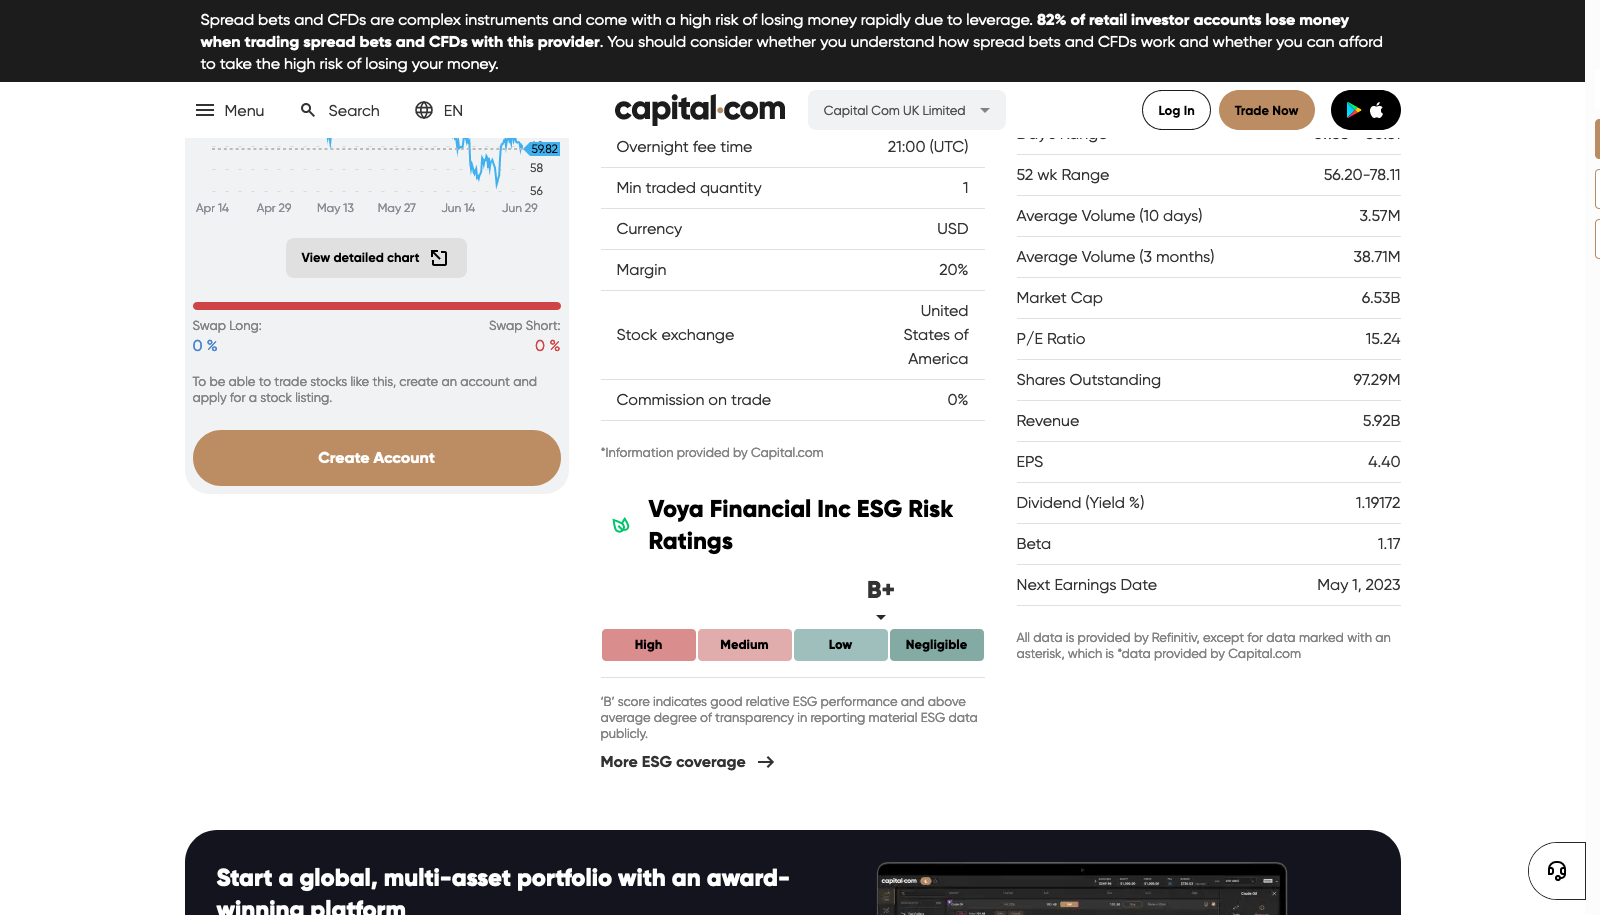 Spread bets and CFDs are complex instruments and come with a high risk of losing money rapidly due to leverage. 82% of retail investor accounts lose money
when trading spread bets and CFDs with this provider. You should consider whether you understand how spread bets and CFDs work and whether you can afford
to take the high risk of losing your money.
Menu
Search
EN
capital.com
Capital Com UK Limited
Log In
Trade Now
59.82
58
56
Apr 14
Apr 29
May 13
May 27
Jun 14
Jun 29
View detailed chart
Swap Long:
Swap Short:
0 %
0 %
To be able to trade stocks like this, create an account and
apply for a stock listing.
Create Account
Overnight fee time
21:00 (UTC)
Min traded quantity
1
Currency
USD
Margin
20%
Stock exchange
United
States of
America
Commission on trade
0%
*Information provided by Capital.com
Voya Financial Inc ESG Risk
Ratings
B+
High
Medium
Low
Negligible
'B' score indicates good relative ESG performance and above
average degree of transparency in reporting material ESG data
publicly.
More ESG coverage
52 wk Range
56.20-78.11
Average Volume (10 days)
3.57M
Average Volume (3 months)
38.71M
Market Cap
6.53B
P/E Ratio
15.24
Shares Outstanding
97.29M
Revenue
5.92B
EPS
4.40
Dividend (Yield %)
1.19172
Beta
1.17
Next Earnings Date
May 1, 2023
All data is provided by Refinitiv, except for data marked with an
asterisk, which is *data provided by Capital.com
Start a global, multi-asset portfolio with an award-
winning platform
capital.com